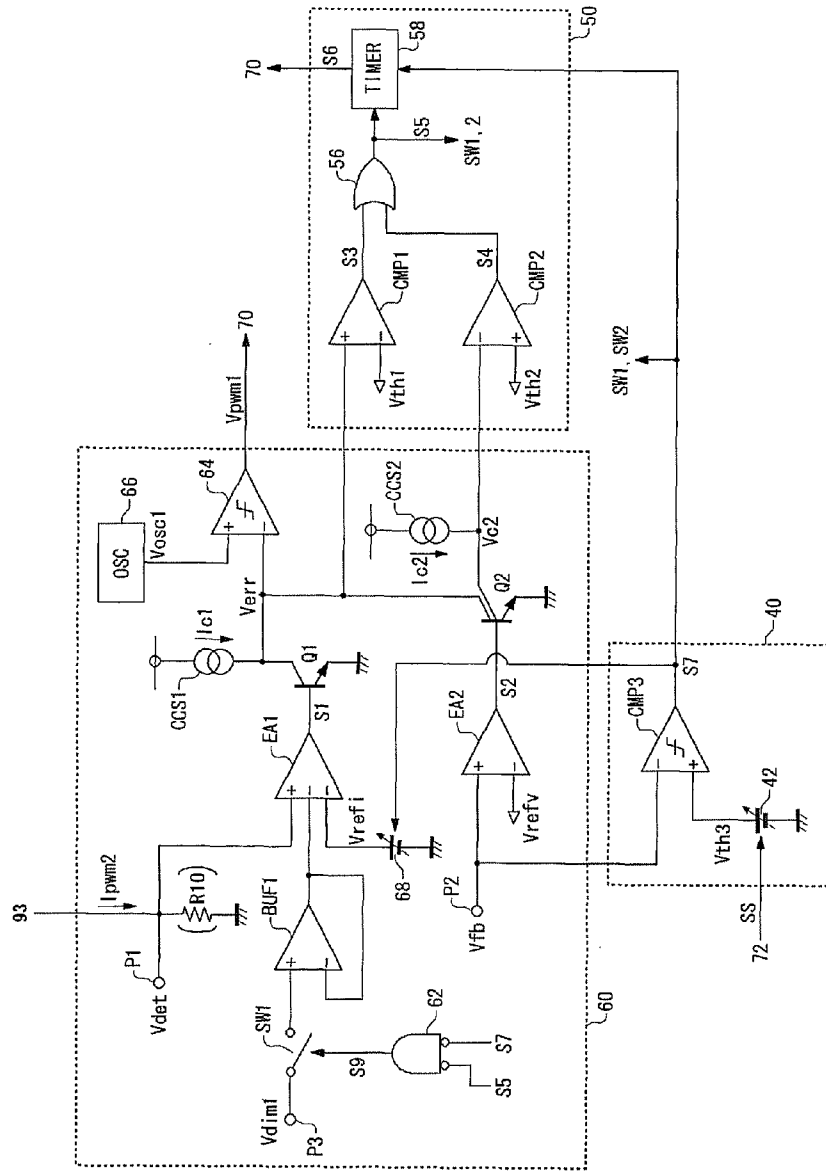 93
Ipwm2
P1
Vdet
(R10)
Vdim1
P3
SW1
S9
62
S5
S7
BUF1
Vrefi
68
EA1
S1
Q1
CCS1
Ic1
Verr
OSC
66
Vosc1
64
Vpwm1
70
P2
Vfb
Vrefv
EA2
S2
Q2
Ic2
CCS2
Vc2
60
Vth1
CMP1
S3
Vth2
CMP2
S4
56
S5
SW1, 2
TIMER
58
S6
70
50
72
SS
Vth3
42
CMP3
S7
40
SW1, SW2